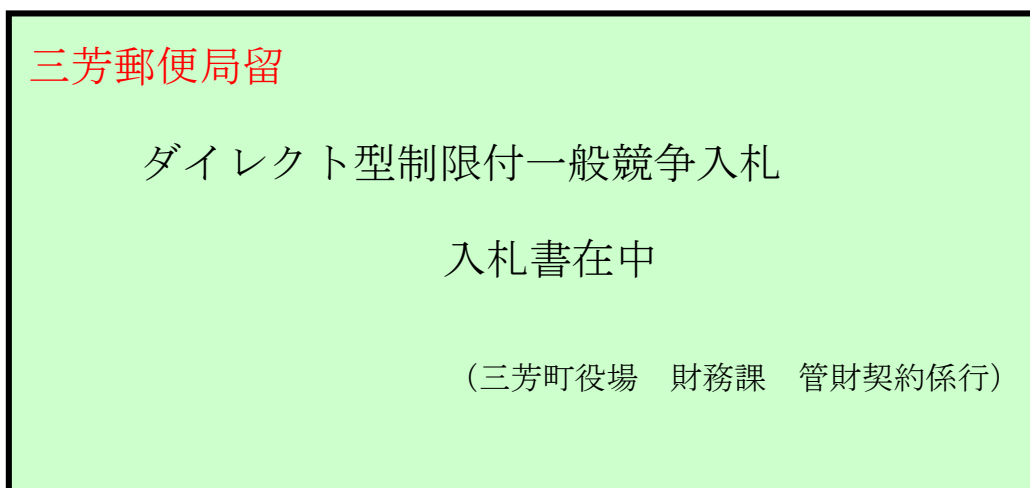 三芳郵便局留
ダイレクト型制限付一般競争入札
入札書在中
（三芳町役場　財務課　管財契約係行）